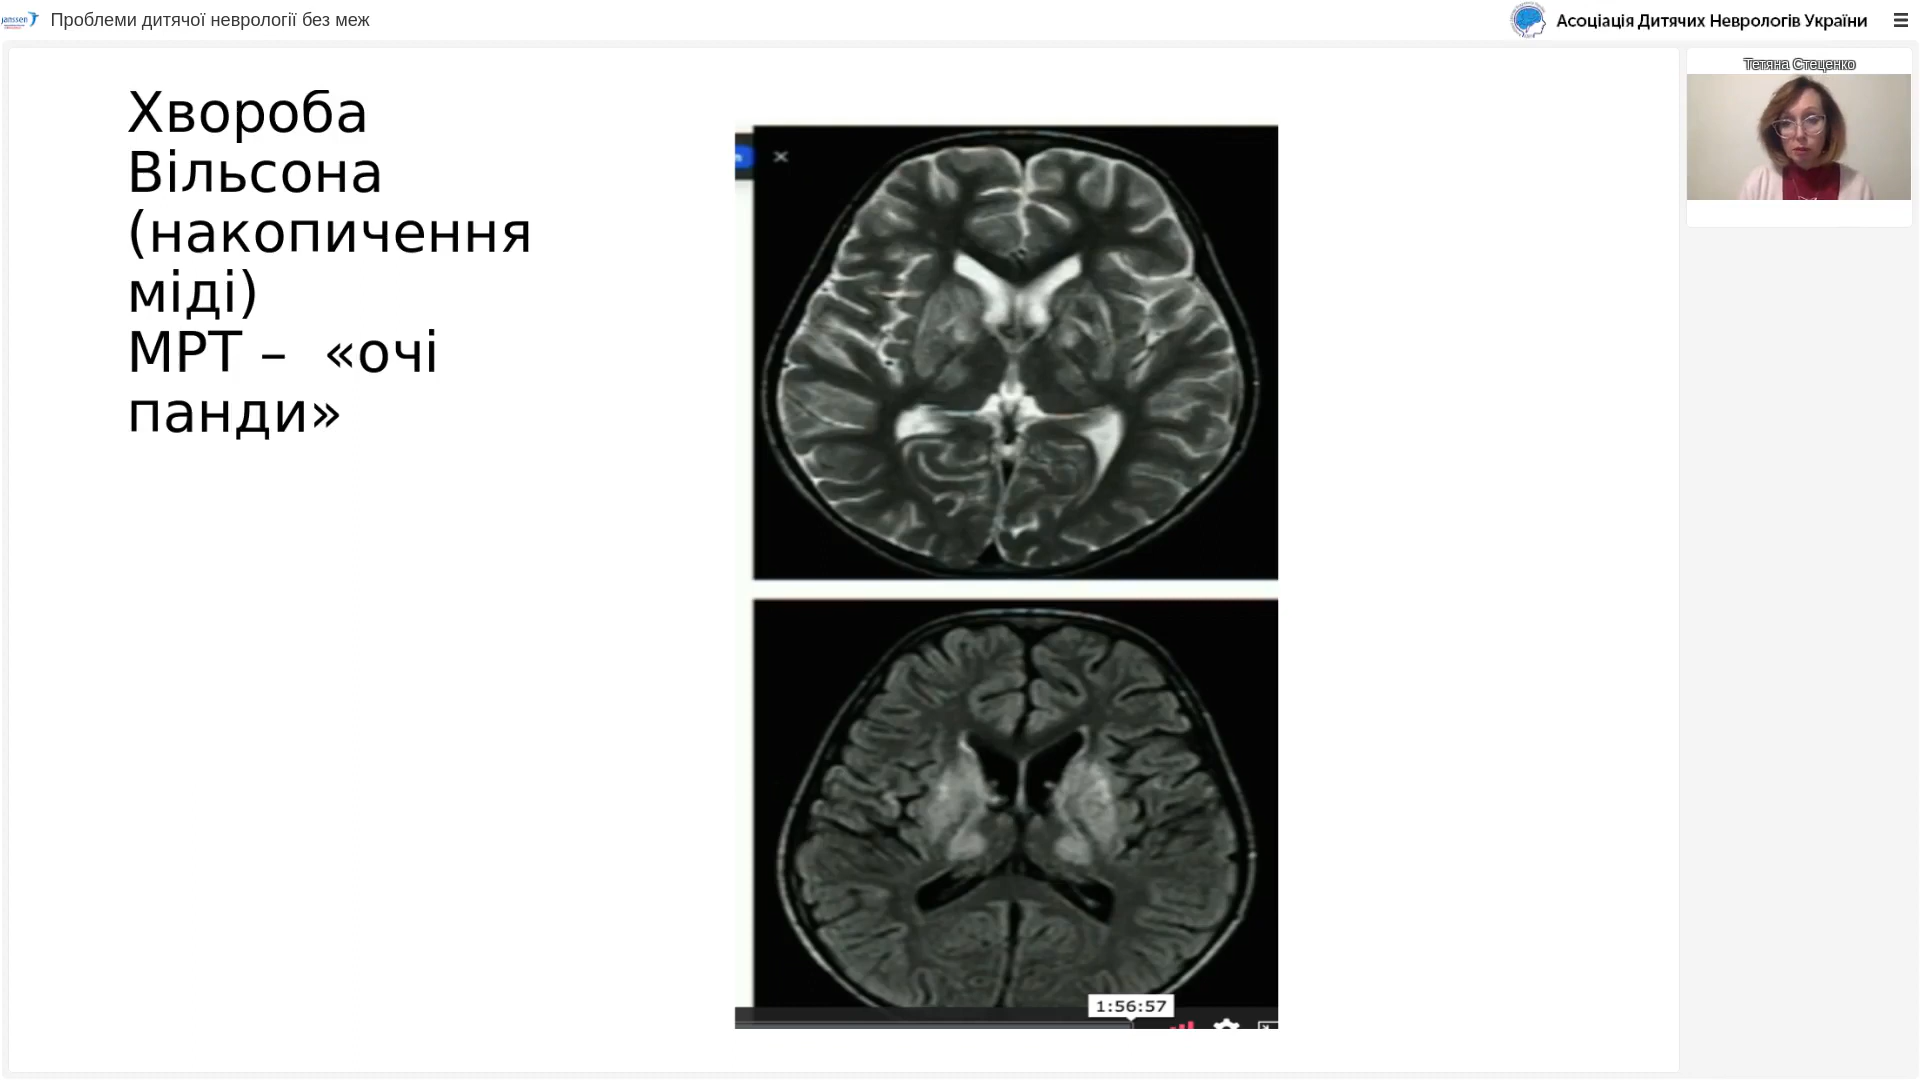 janssen
Проблеми дитячої неврології без меж
Асоціація Дитячих Неврологів України
Тетяна Стеценко
Хвороба
Вільсона
(накопичення
міді)
МРТ –  «очі
панди»
1:56:57